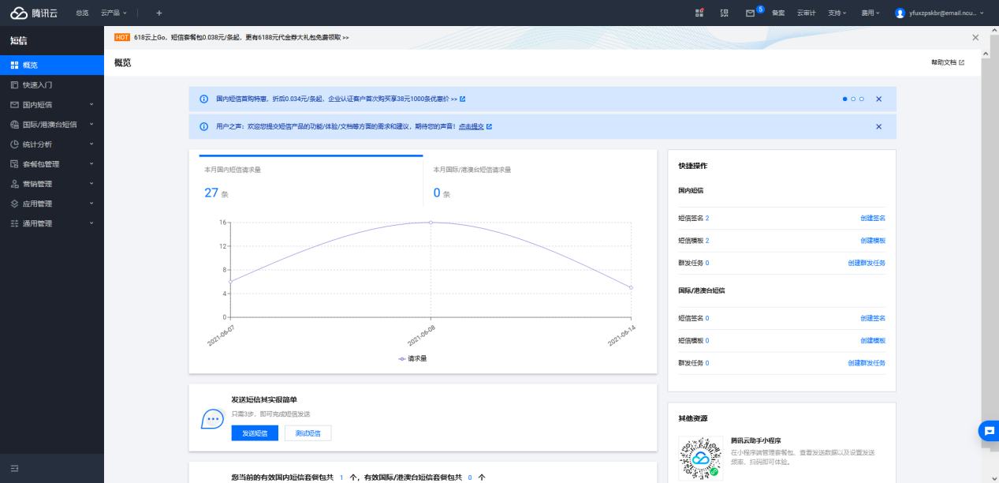 腾讯云 总览 云产品 + 5 备案 云审计 支持 费用 yfuxzpskbr@email.ncu...
短信
概览
快速入门
国内短信
国际/港澳台短信
统计分析
套餐包管理
营销管理
应用管理
通用管理
HOT 618云上Go，短信套餐包0.038元/条起，更有6188元代金券大礼包免费领取 >>
概览 帮助文档
国内短信首购特惠，折后0.034元/条起，企业认证客户首次购买享38元1000条优惠价 >>
用户之声：欢迎您提交短信产品的功能/体验/文档等方面的需求和建议，期待您的声音！点击提交
本月国内短信请求量 本月国际/港澳台短信请求量
27 条 0 条
16
12
8
4
0
2021-06-07 2021-06-08 2021-06-14
请求量
发送短信其实很简单
只需3步，即可完成短信发送
发送短信 测试短信
您当前的有效国内短信套餐包共 1 个，有效国际/港澳台短信套餐包共 0 个
快捷操作
国内短信
短信签名 2 创建签名
短信模板 2 创建模板
群发任务 0 创建群发任务
国际/港澳台短信
短信签名 0 创建签名
短信模板 0 创建模板
群发任务 0 创建群发任务
其他资源
腾讯云助手小程序
在小程序端管理套餐包、查看发送数据以及设置发送
频率，扫码即可体验。